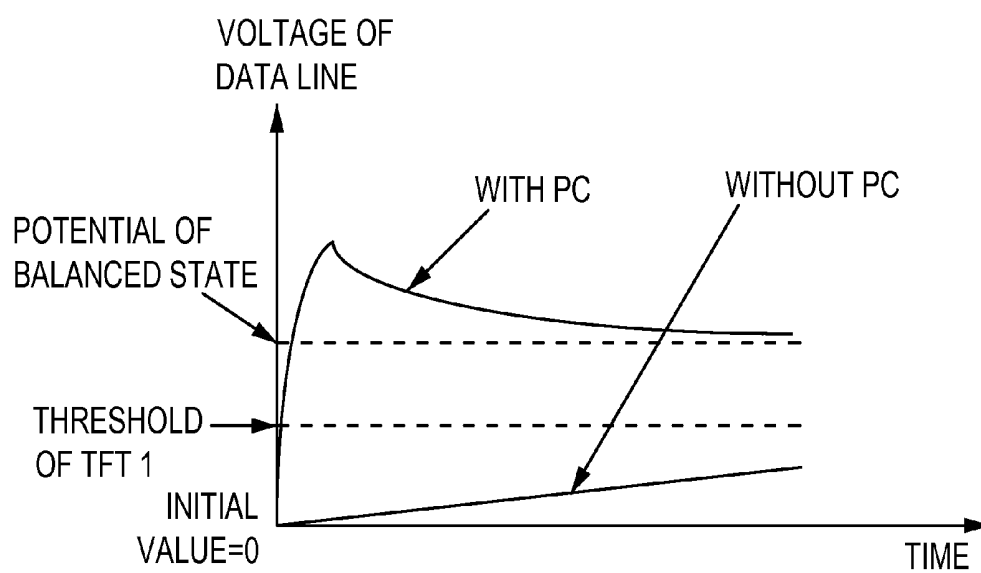 VOLTAGE OF
DATA LINE
WITH PC
WITHOUT PC
POTENTIAL OF
BALANCED STATE
THRESHOLD
OF TFT 1
INITIAL
VALUE=0
TIME